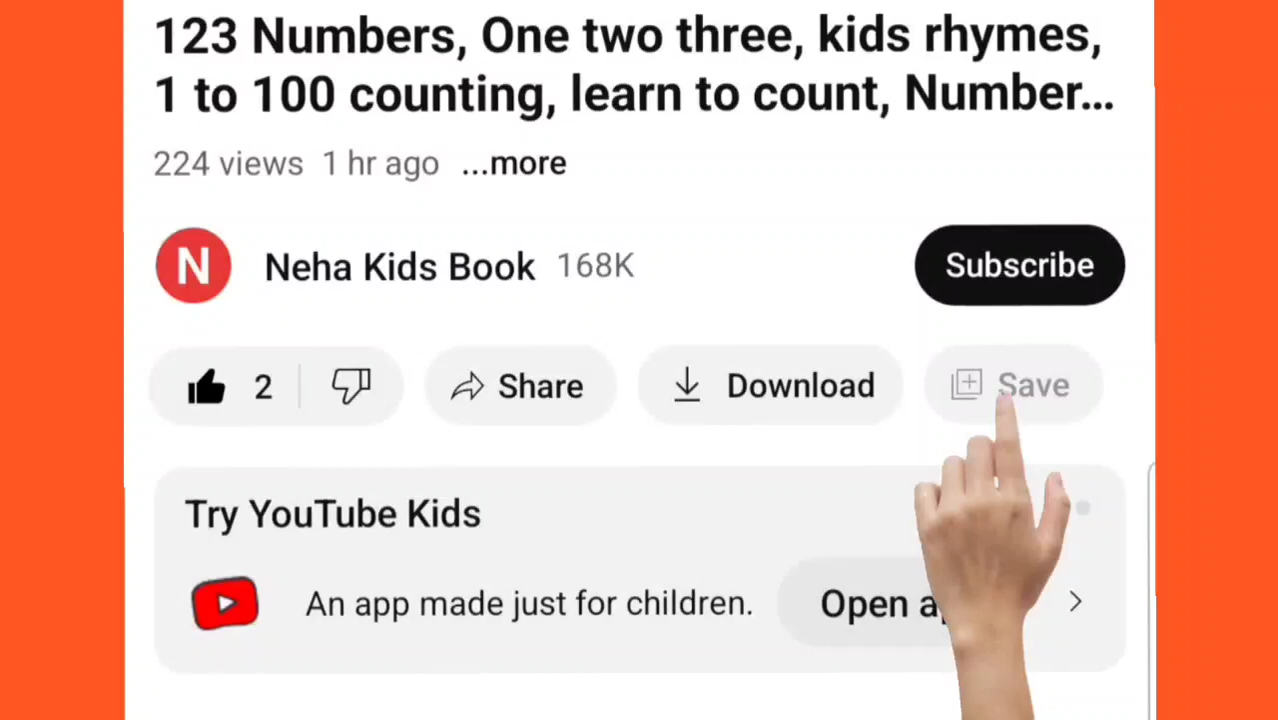 123 Numbers, One two three, kids rhymes,
1 to 100 counting, learn to count, Number...
224 views 1 hr ago ...more
N Neha Kids Book 168K Subscribe
2 Share Download Save
Try YouTube Kids
An app made just for children. Open